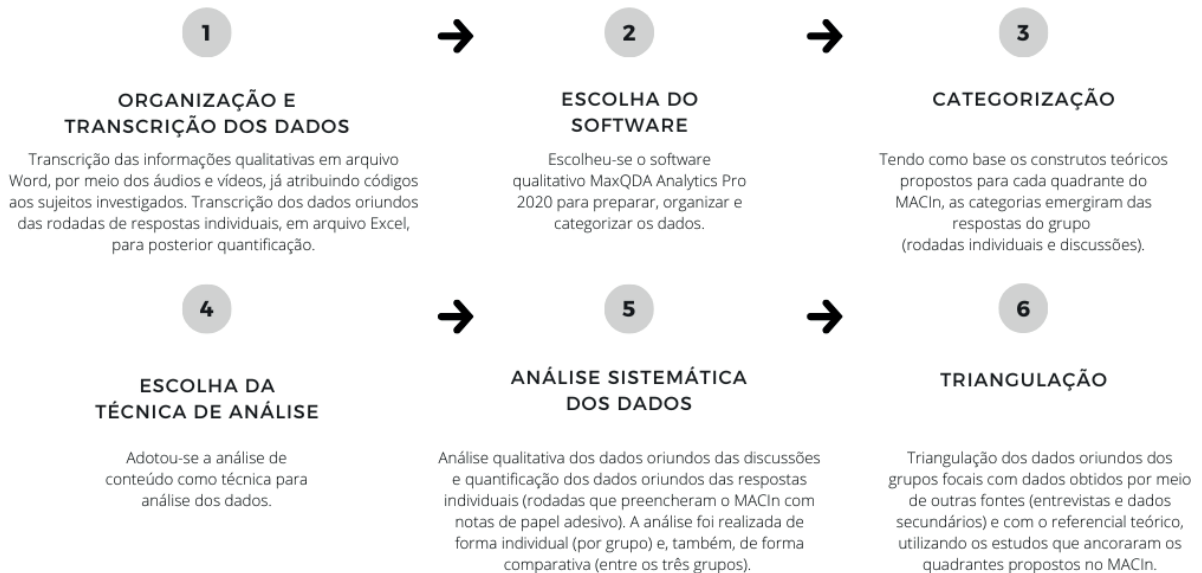 1
ORGANIZAÇÃO E
TRANSCRIÇÃO DOS DADOS
Transcrição das informações qualitativas em arquivo
Word, por meio dos áudios e vídeos, já atribuindo códigos
aos sujeitos investigados. Transcrição dos dados oriundos
das rodadas de respostas individuais, em arquivo Excel,
para posterior quantificação.
2
ESCOLHA DO
SOFTWARE
Escolheu-se o software
qualitativo MaxQDA Analytics Pro
2020 para preparar, organizar e
categorizar os dados.
3
CATEGORIZAÇÃO
Tendo como base os construtos teóricos
propostos para cada quadrante do
MACIn, as categorias emergiram das
respostas do grupo
(rodadas individuais e discussões).
4
ESCOLHA DA
TÉCNICA DE ANÁLISE
Adotou-se a análise de
conteúdo como técnica para
análise dos dados.
5
ANÁLISE SISTEMÁTICA
DOS DADOS
Análise qualitativa dos dados oriundos das discussões
e quantificação dos dados oriundos das respostas
individuais (rodadas que preencheram o MACIn com
notas de papel adesivo). A análise foi realizada de
forma individual (por grupo) e, também, de forma
comparativa (entre os três grupos).
6
TRIANGULAÇÃO
Triangulação dos dados oriundos dos
grupos focais com dados obtidos por meio
de outras fontes (entrevistas e dados
secundários) e com o referencial teórico,
utilizando os estudos que ancoraram os
quadrantes propostos no MACIn.